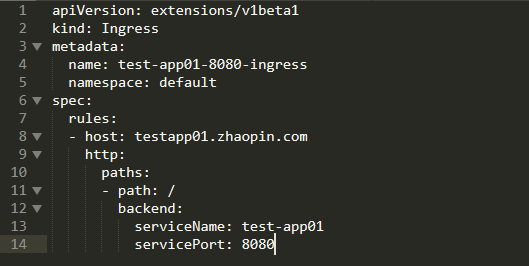 1 apiVersion: extensions/v1beta1
2 kind: Ingress
3 metadata:
4   name: test-app01-8080-ingress
5   namespace: default
6 spec:
7   rules:
8   - host: testapp01.zhaopin.com
9     http:
10       paths:
11       - path: /
12         backend:
13           serviceName: test-app01
14           servicePort: 8080